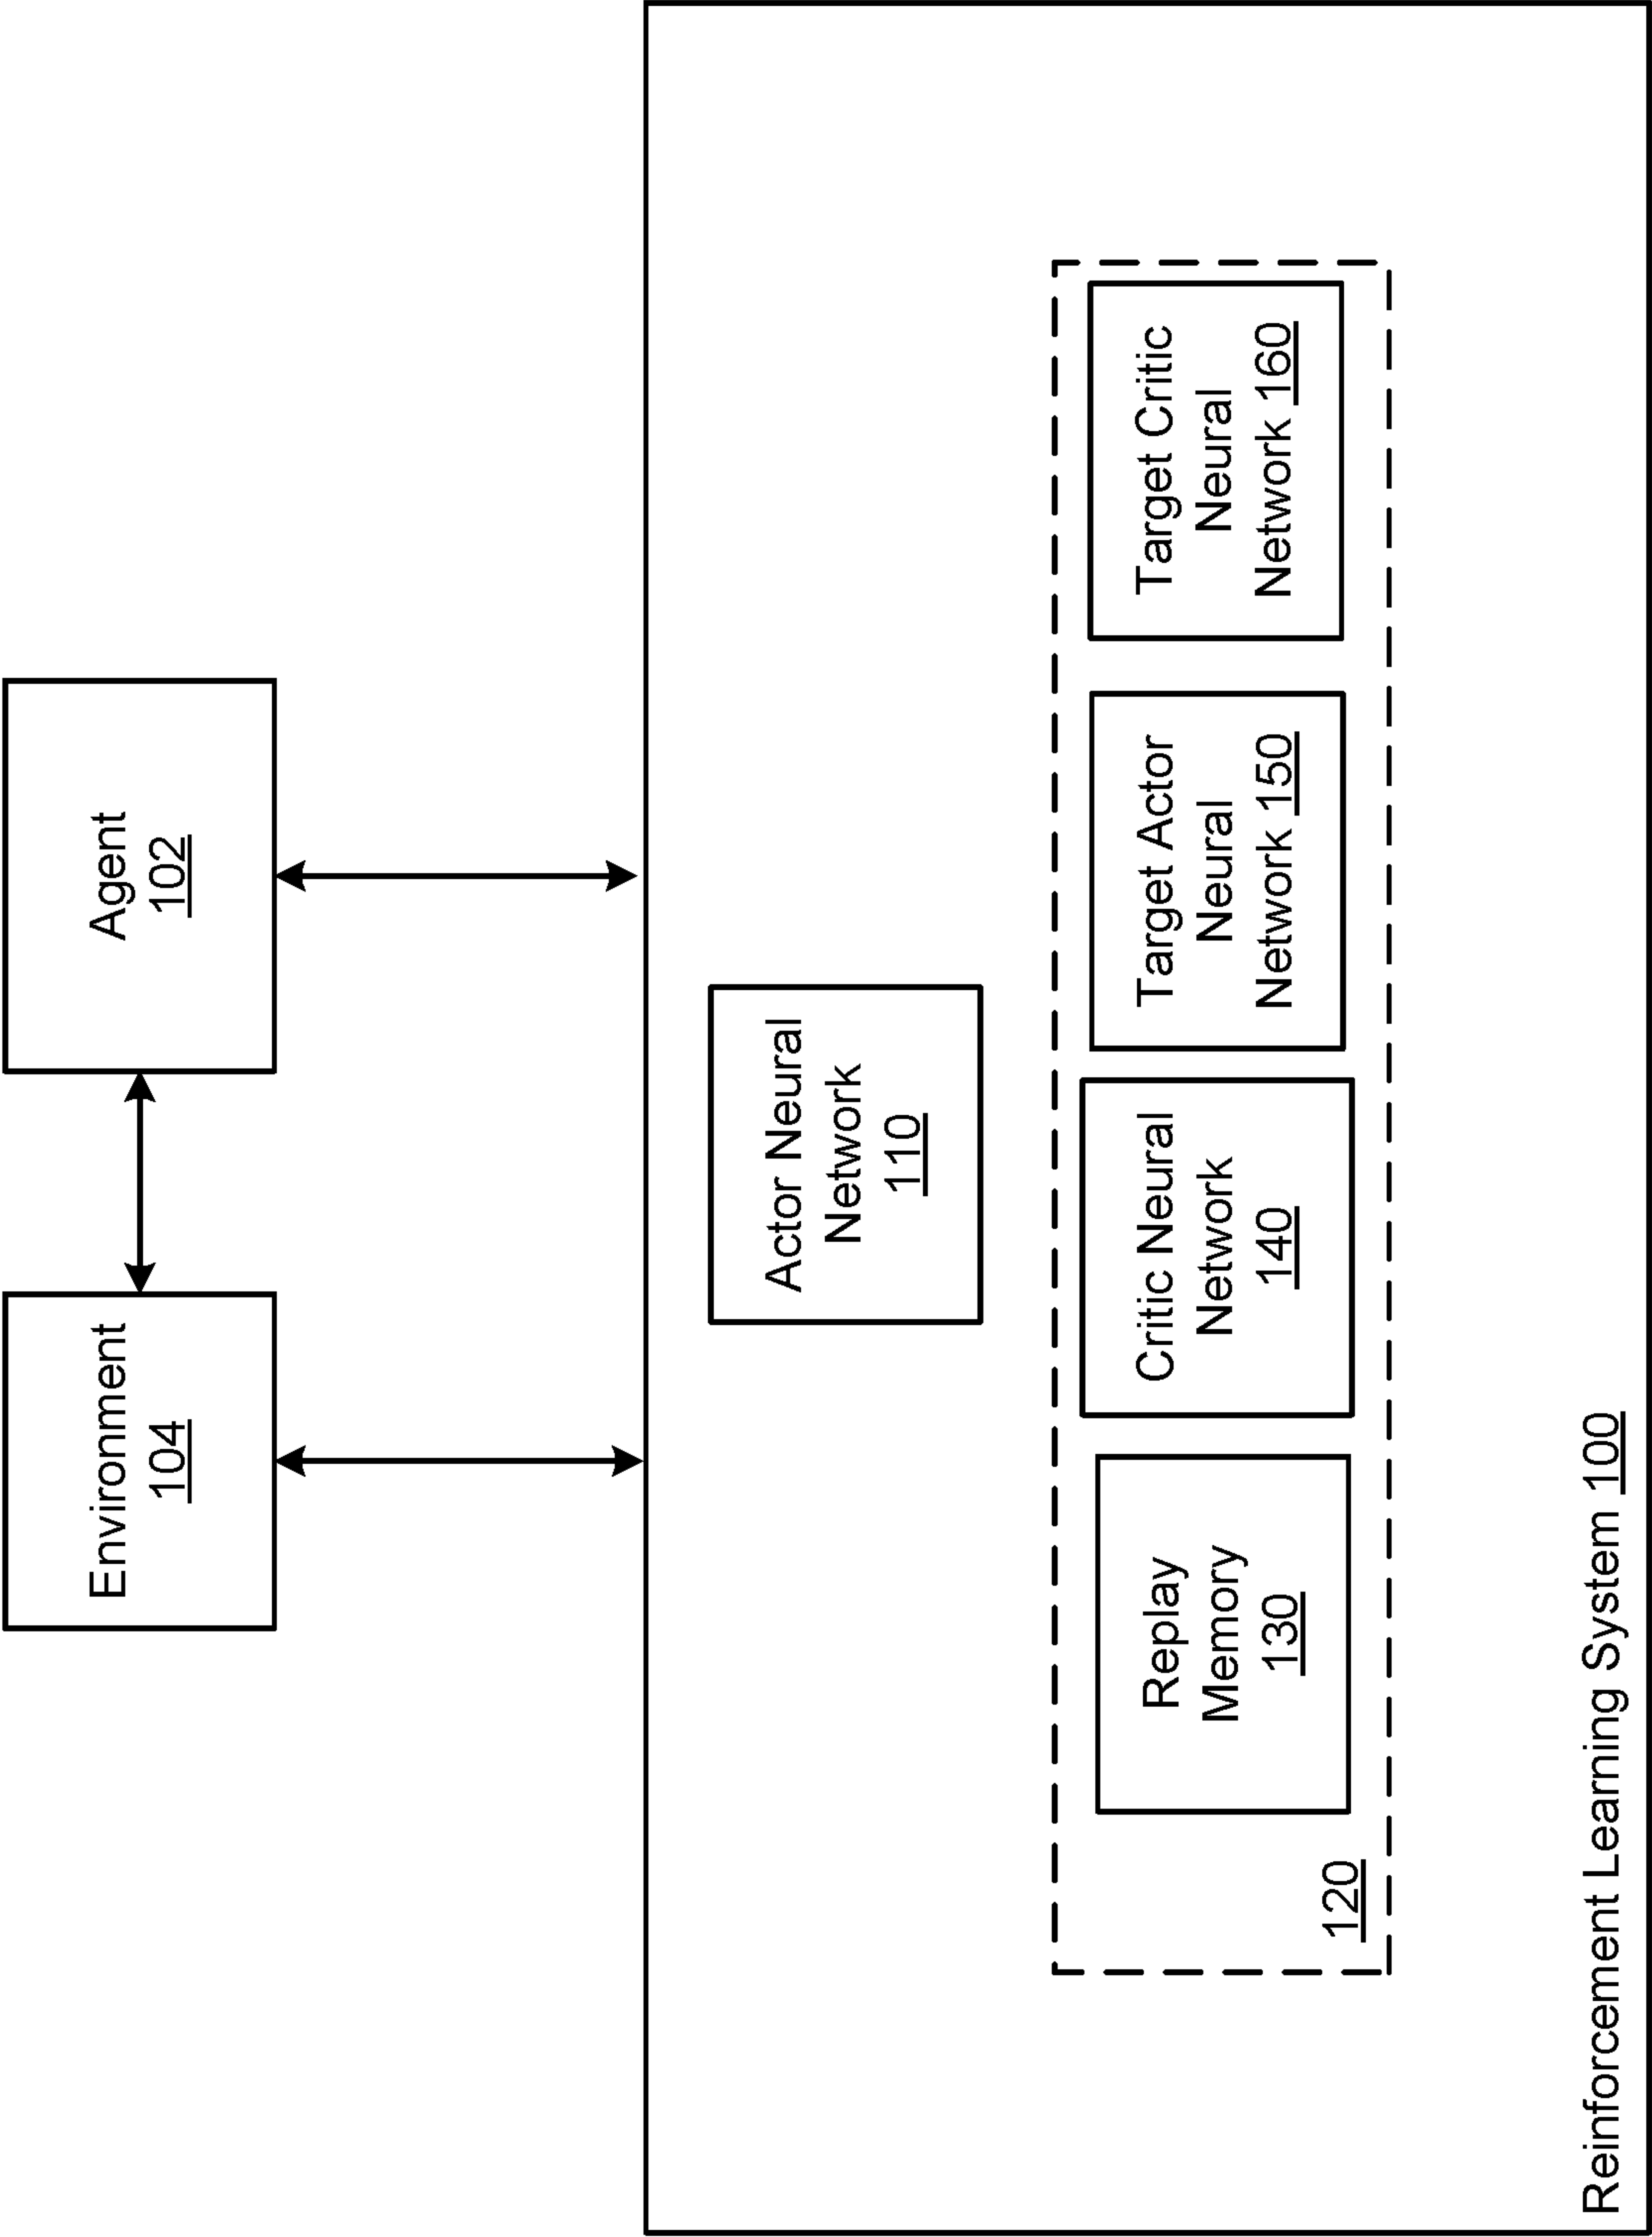 Environment
104
Agent
102
Actor Neural
Network
110
120
Replay
Memory
130
Critic Neural
Network
140
Target Actor
Neural
Network 150
Target Critic
Neural
Network 160
Reinforcement Learning System 100